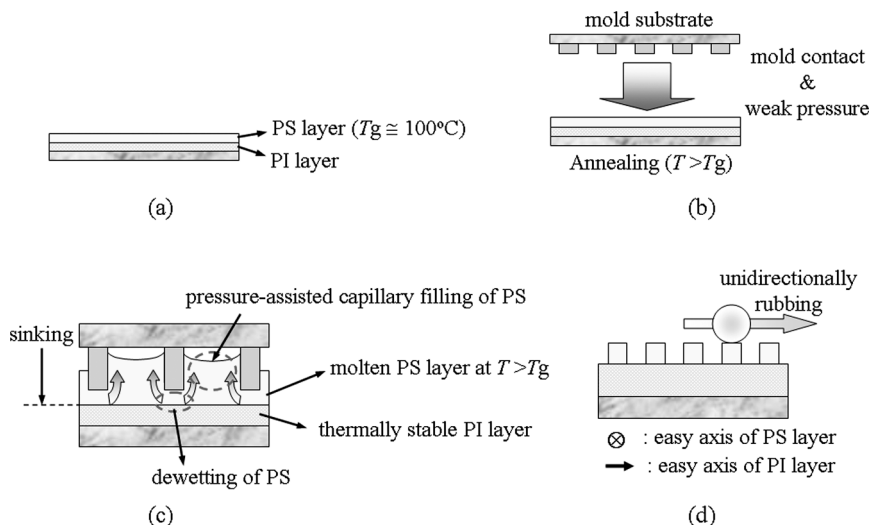 PS layer (Tg ≅ 100°C)
PI layer
(a)
mold substrate
mold contact
&
weak pressure
Annealing (T >Tg)
(b)
pressure-assisted capillary filling of PS
sinking
molten PS layer at T >Tg
thermally stable PI layer
dewetting of PS
(c)
unidirectionally
rubbing
⊗ : easy axis of PS layer
→ : easy axis of PI layer
(d)